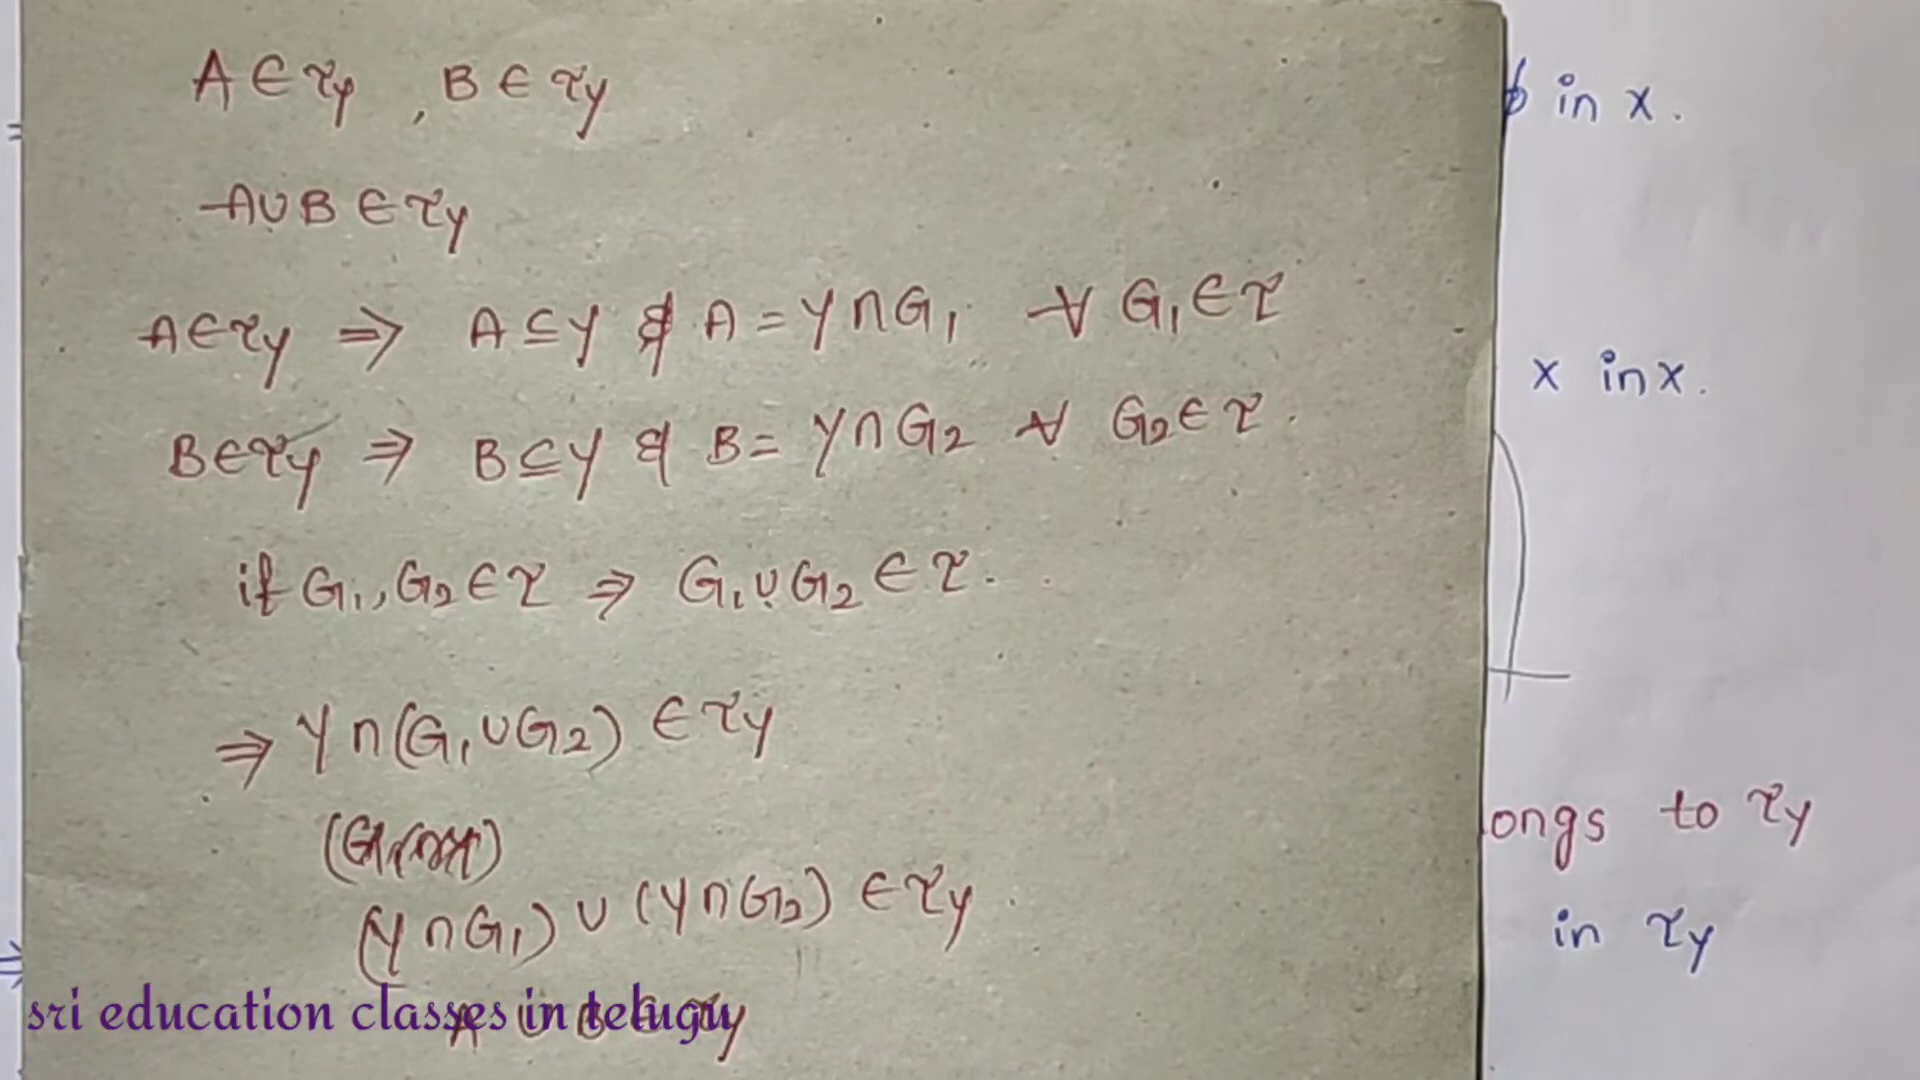 A ∈ τy , B ∈ τy
A∪B ∈ τy
A∈τy ⇒ A ⊆ y & A = y∩G₁ ∀ G₁∈τ
B∈τy ⇒ B ⊆ y & B = y∩G₂ ∀ G₂∈τ.
if G₁, G₂ ∈ τ ⇒ G₁∪G₂ ∈ τ.
⇒ y∩(G₁∪G₂) ∈ τy
(y∩G₁) ∪ (y∩G₂) ∈ τy.
A ∪ B ∈ τy
sri education classes in telugu
ϕ in x.
x in x.
ongs to τy
in τy